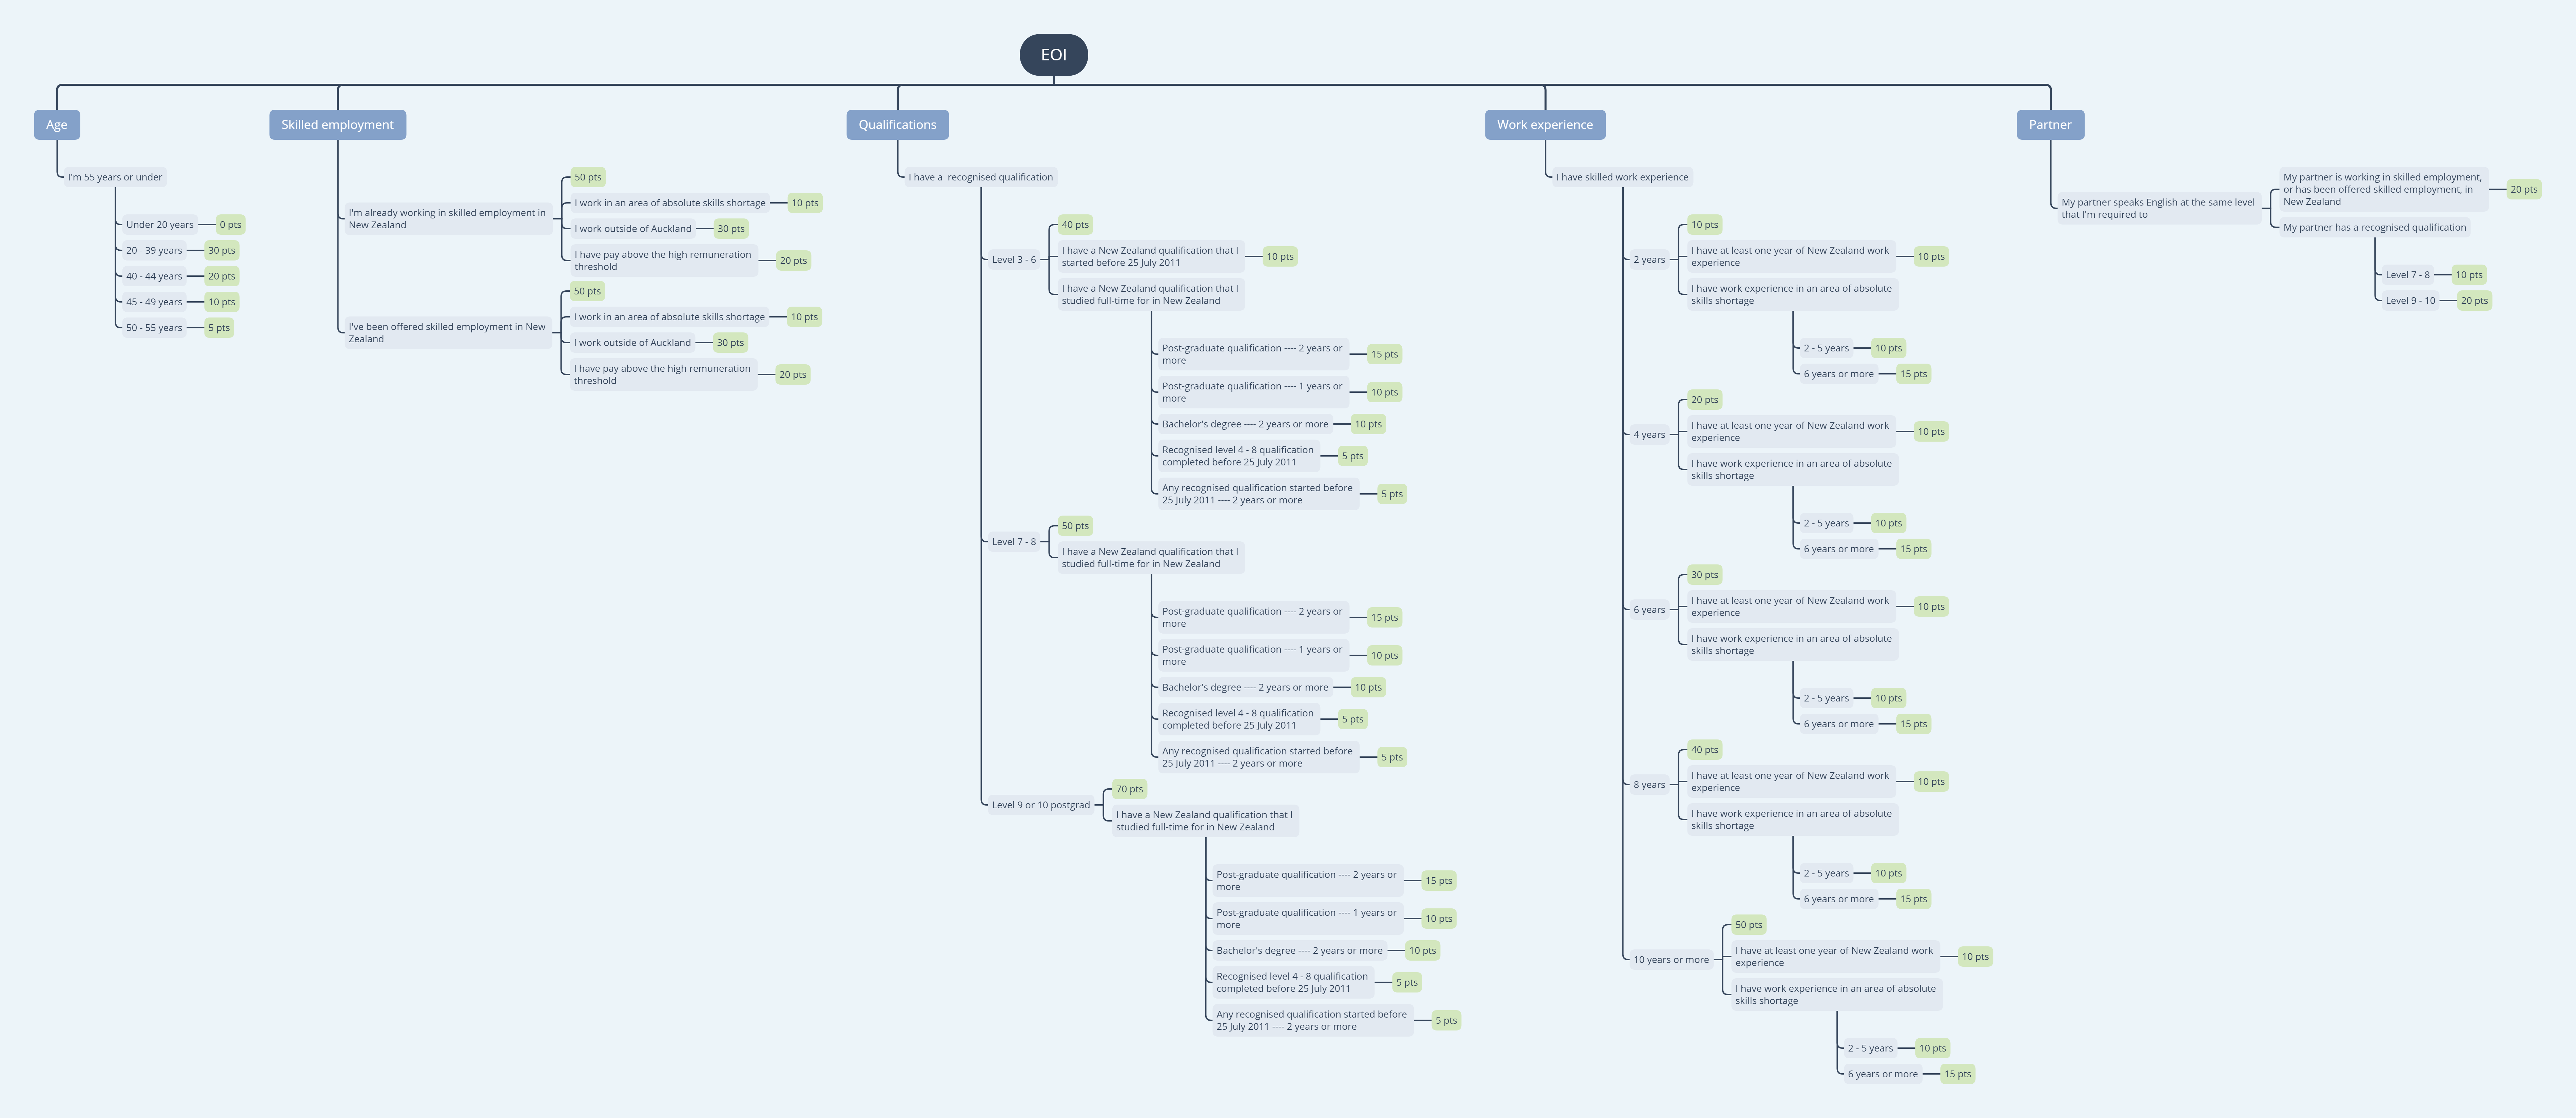 EOI
Age
I'm 55 years or under
Under 20 years
0 pts
20 - 39 years
30 pts
40 - 44 years
20 pts
45 - 49 years
10 pts
50 - 55 years
5 pts
Skilled employment
I'm already working in skilled employment in
New Zealand
50 pts
I work in an area of absolute skills shortage
10 pts
I work outside of Auckland
30 pts
I have pay above the high remuneration
threshold
20 pts
I've been offered skilled employment in New
Zealand
50 pts
I work in an area of absolute skills shortage
10 pts
I work outside of Auckland
30 pts
I have pay above the high remuneration
threshold
20 pts
Qualifications
I have a  recognised qualification
Level 3 - 6
40 pts
I have a New Zealand qualification that I
started before 25 July 2011
10 pts
I have a New Zealand qualification that I
studied full-time for in New Zealand
Post-graduate qualification ---- 2 years or
more
15 pts
Post-graduate qualification ---- 1 years or
more
10 pts
Bachelor's degree ---- 2 years or more
10 pts
Recognised level 4 - 8 qualification
completed before 25 July 2011
5 pts
Any recognised qualification started before
25 July 2011 ---- 2 years or more
5 pts
Level 7 - 8
50 pts
I have a New Zealand qualification that I
studied full-time for in New Zealand
Post-graduate qualification ---- 2 years or
more
15 pts
Post-graduate qualification ---- 1 years or
more
10 pts
Bachelor's degree ---- 2 years or more
10 pts
Recognised level 4 - 8 qualification
completed before 25 July 2011
5 pts
Any recognised qualification started before
25 July 2011 ---- 2 years or more
5 pts
Level 9 or 10 postgrad
70 pts
I have a New Zealand qualification that I
studied full-time for in New Zealand
Post-graduate qualification ---- 2 years or
more
15 pts
Post-graduate qualification ---- 1 years or
more
10 pts
Bachelor's degree ---- 2 years or more
10 pts
Recognised level 4 - 8 qualification
completed before 25 July 2011
5 pts
Any recognised qualification started before
25 July 2011 ---- 2 years or more
5 pts
Work experience
I have skilled work experience
2 years
10 pts
I have at least one year of New Zealand work
experience
10 pts
I have work experience in an area of absolute
skills shortage
2 - 5 years
10 pts
6 years or more
15 pts
4 years
20 pts
I have at least one year of New Zealand work
experience
10 pts
I have work experience in an area of absolute
skills shortage
2 - 5 years
10 pts
6 years or more
15 pts
6 years
30 pts
I have at least one year of New Zealand work
experience
10 pts
I have work experience in an area of absolute
skills shortage
2 - 5 years
10 pts
6 years or more
15 pts
8 years
40 pts
I have at least one year of New Zealand work
experience
10 pts
I have work experience in an area of absolute
skills shortage
2 - 5 years
10 pts
6 years or more
15 pts
10 years or more
50 pts
I have at least one year of New Zealand work
experience
10 pts
I have work experience in an area of absolute
skills shortage
2 - 5 years
10 pts
6 years or more
15 pts
Partner
My partner speaks English at the same level
that I'm required to
My partner is working in skilled employment,
or has been offered skilled employment, in
New Zealand
20 pts
My partner has a recognised qualification
Level 7 - 8
10 pts
Level 9 - 10
20 pts